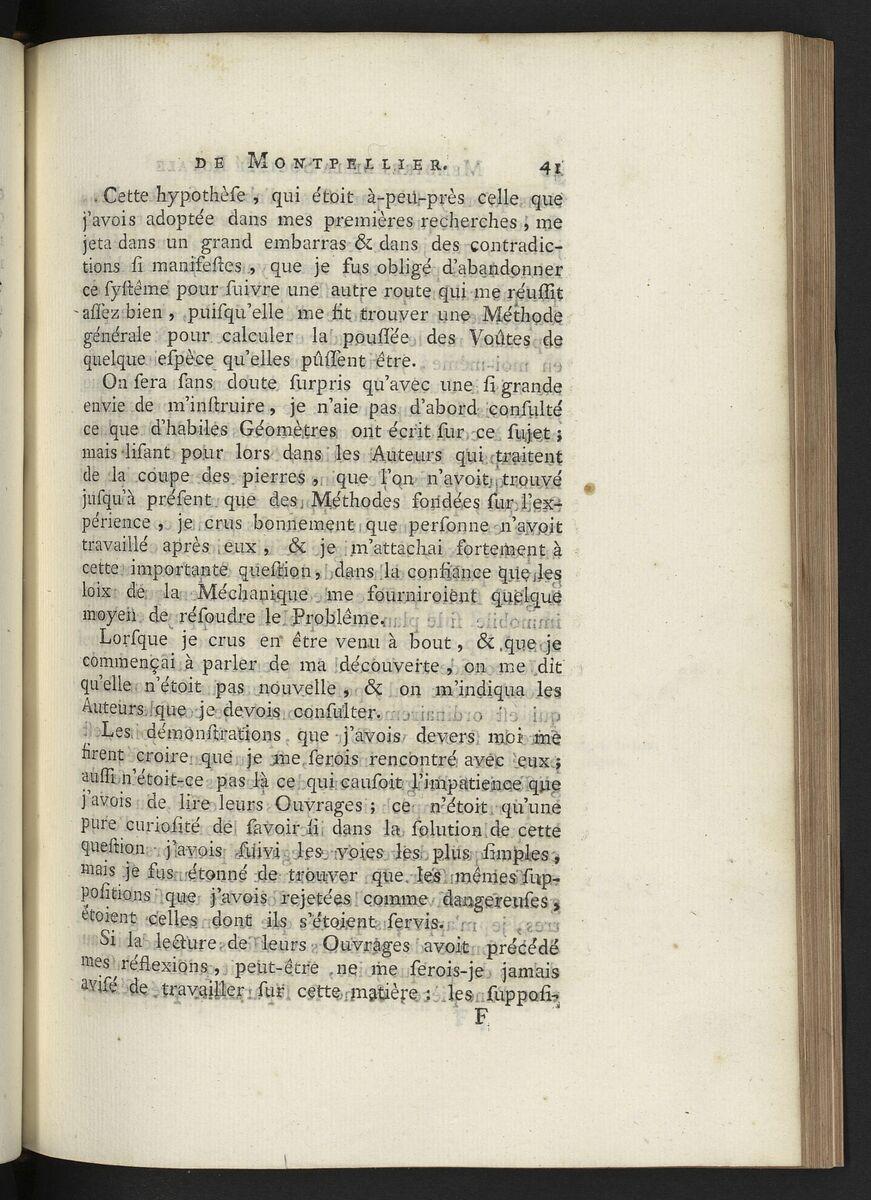 DE MONTPELLIER. 41
Cette hypothèſe, qui étoit à-peu-près celle que
j'avois adoptée dans mes premières recherches, me
jeta dans un grand embarras & dans des contradic-
tions ſi manifeſtes, que je fus obligé d'abandonner
ce ſyſtême pour ſuivre une autre route qui me réuſſit
aſſez bien, puiſqu'elle me fit trouver une Méthode
générale pour calculer la pouſſée des Voûtes de
quelque eſpèce qu'elles pûſſent être.
On ſera ſans doute ſurpris qu'avec une ſi grande
envie de m'inſtruire, je n'aie pas d'abord conſulté
ce que d'habiles Géomètres ont écrit ſur ce ſujet;
mais liſant pour lors dans les Auteurs qui traitent
de la coupe des pierres, que l'on n'avoit trouvé
juſqu'à préſent que des Méthodes fondées ſur l'ex-
périence, je crus bonnement que perſonne n'avoit
travaillé après eux, & je m'attachai fortement à
cette importante queſtion, dans la confiance que les
loix de la Méchanique me fourniroient quelque
moyen de réſoudre le Problême.
Lorſque je crus en être venu à bout, & que je
commençai à parler de ma découverte, on me dit
qu'elle n'étoit pas nouvelle, & on m'indiqua les
Auteurs que je devois conſulter.
Les démonſtrations que j'avois devers moi me
firent croire que je me ſerois rencontré avec eux;
auſſi n'étoit-ce pas là ce qui cauſoit l'impatience que
j'avois de lire leurs Ouvrages; ce n'étoit qu'une
pure curioſité de ſavoir ſi dans la ſolution de cette
queſtion j'avois ſuivi les voies les plus ſimples,
mais je fus étonné de trouver que les mêmes ſup-
poſitions que j'avois rejetées comme dangereuſes,
étoient celles dont ils s'étoient ſervis.
Si la lecture de leurs Ouvrages avoit précédé
mes réflexions, peut-être ne me ſerois-je jamais
aviſé de travailler ſur cette matière: les ſuppoſi-
F